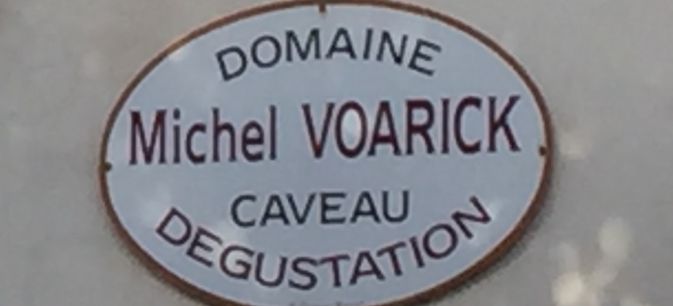 DOMAINE
Michel VOARICK
CAVEAU
DEGUSTATION